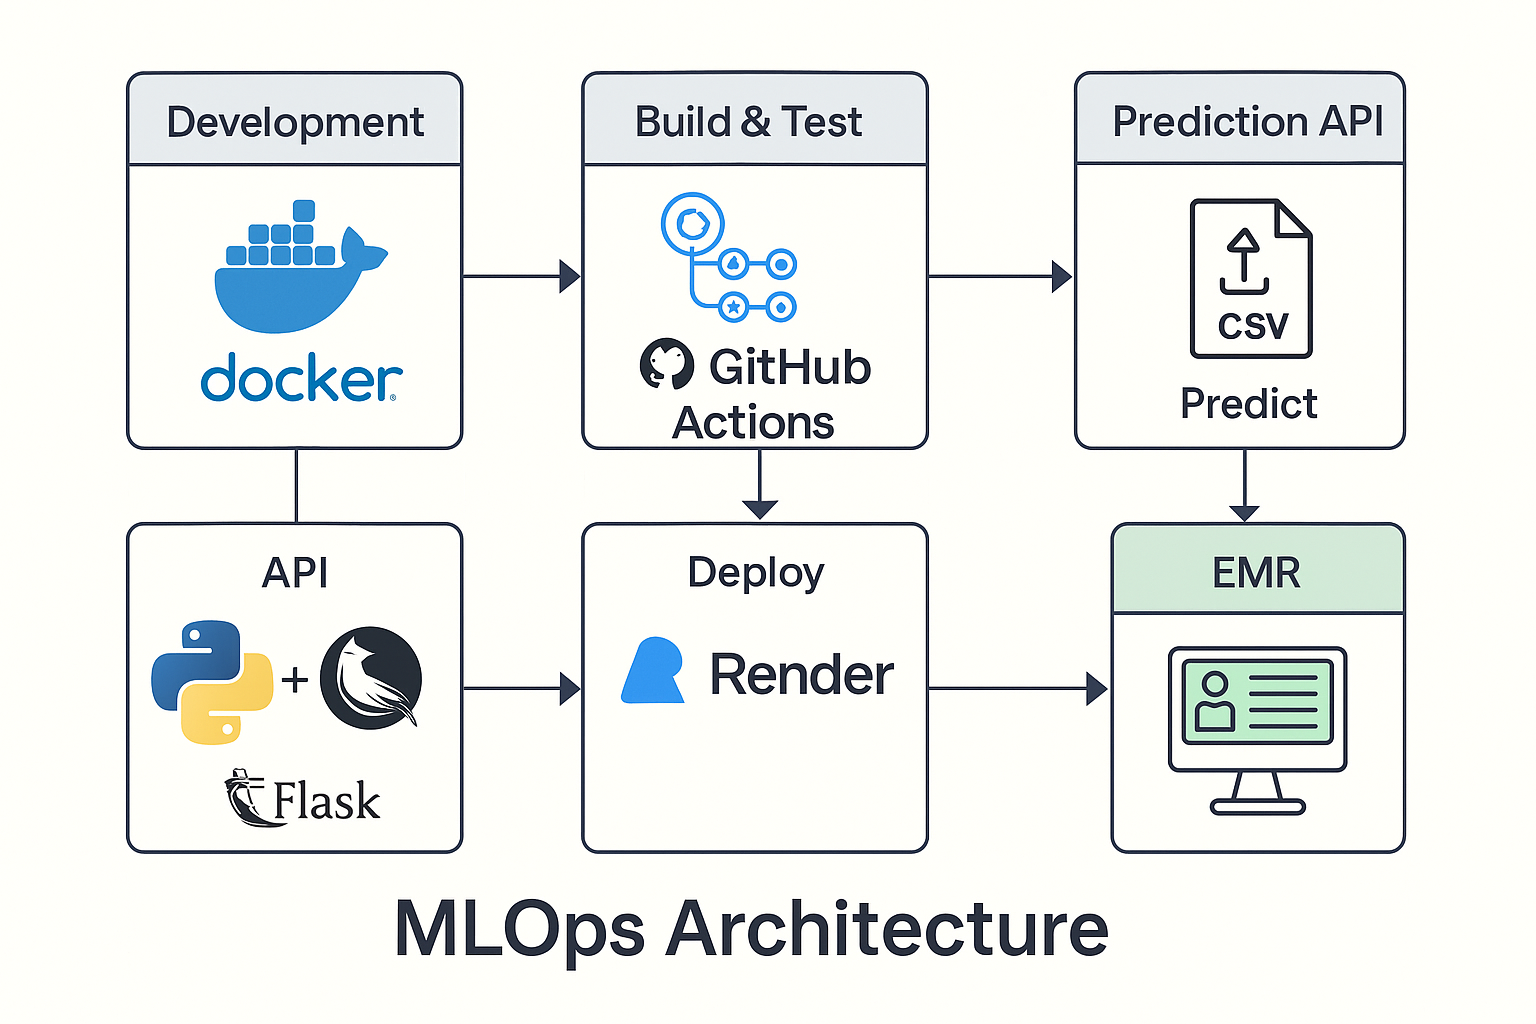 Development
docker®
Build & Test
GitHub
Actions
Prediction API
CSV
Predict
API
+
Flask
Deploy
Render
EMR
MLOps Architecture